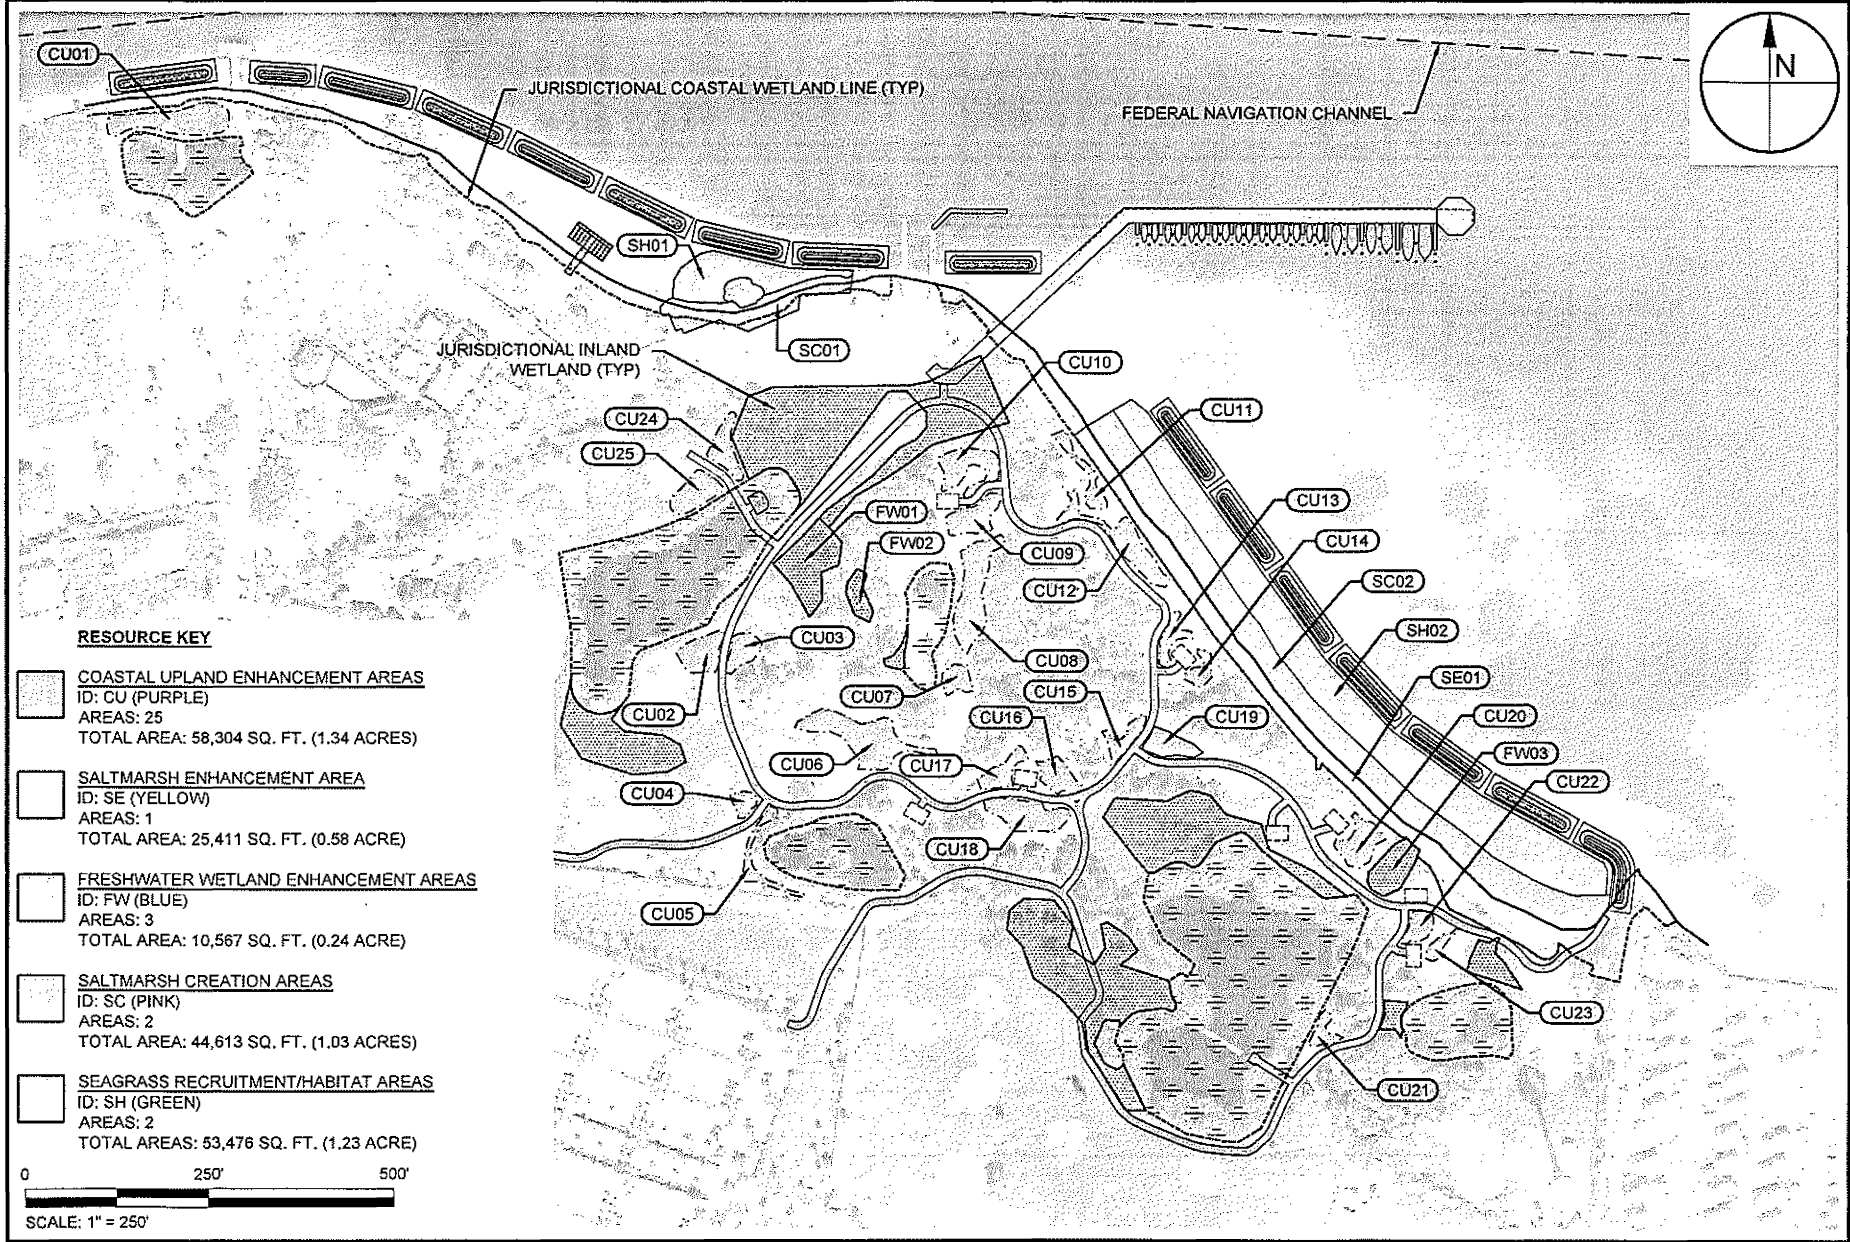 CU01
JURISDICTIONAL COASTAL WETLAND LINE (TYP)
FEDERAL NAVIGATION CHANNEL
N
SH01
SC01
JURISDICTIONAL INLAND
WETLAND (TYP)
CU10
CU11
CU24
CU25
CU13
FW01
CU14
FW02
CU09
CU12
SC02
CU03
SH02
CU08
CU07
SE01
CU15
CU02
CU16
CU19
CU20
FW03
CU06
CU17
CU22
CU04
CU18
CU05
CU23
CU21
RESOURCE KEY
COASTAL UPLAND ENHANCEMENT AREAS
ID: CU (PURPLE)
AREAS: 25
TOTAL AREA: 58,304 SQ. FT. (1.34 ACRES)
SALTMARSH ENHANCEMENT AREA
ID: SE (YELLOW)
AREAS: 1
TOTAL AREA: 25,411 SQ. FT. (0.58 ACRE)
FRESHWATER WETLAND ENHANCEMENT AREAS
ID: FW (BLUE)
AREAS: 3
TOTAL AREA: 10,567 SQ. FT. (0.24 ACRE)
SALTMARSH CREATION AREAS
ID: SC (PINK)
AREAS: 2
TOTAL AREA: 44,613 SQ. FT. (1.03 ACRES)
SEAGRASS RECRUITMENT/HABITAT AREAS
ID: SH (GREEN)
AREAS: 2
TOTAL AREAS: 53,476 SQ. FT. (1.23 ACRE)
0 250' 500'
SCALE: 1" = 250'